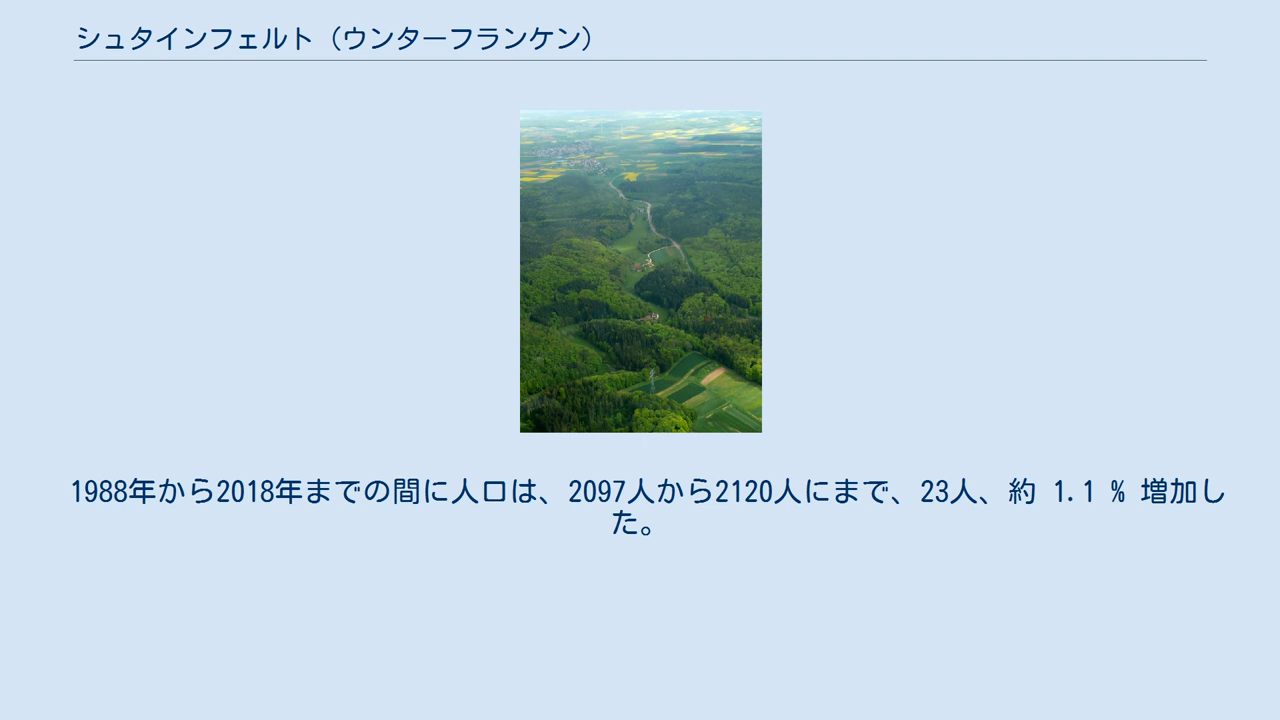 シュタインフェルト（ウンターフランケン）
1988年から2018年までの間に人口は、2097人から2120人にまで、23人、約 1.1 % 増加し
た。